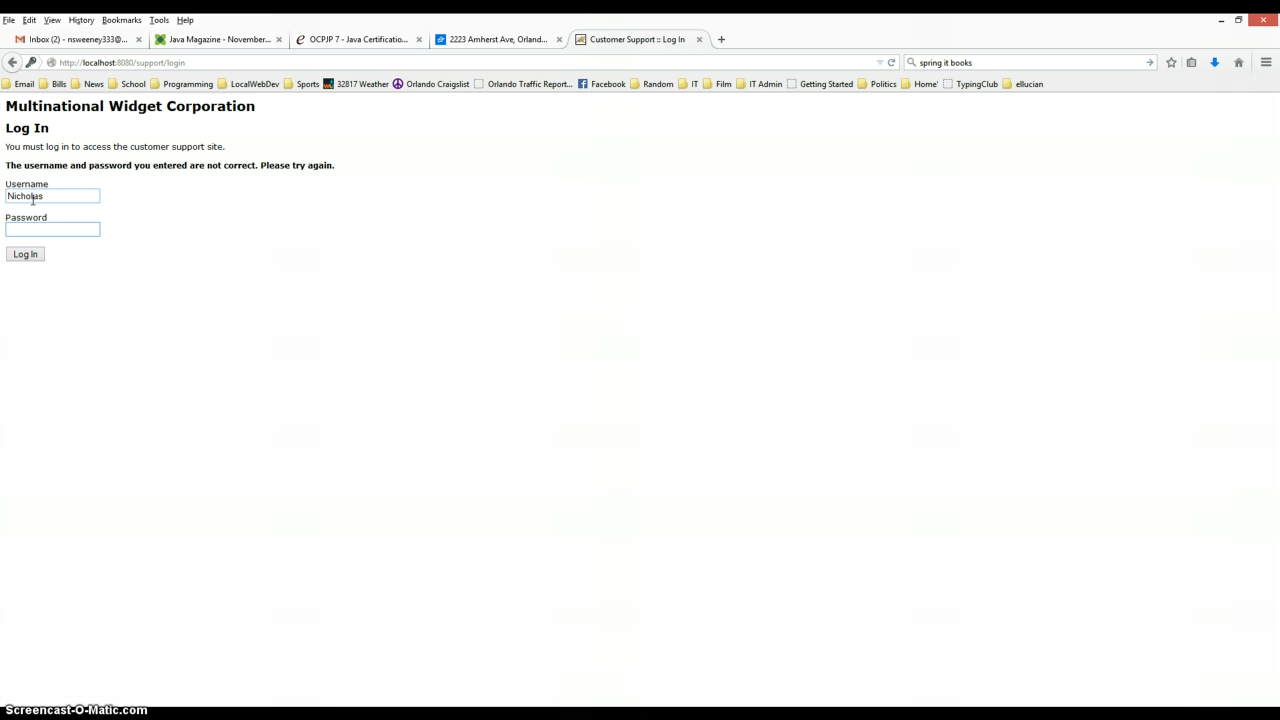 File Edit View History Bookmarks Tools Help
Inbox (2) - nsweeney333@... Java Magazine - November... OCPJP 7 - Java Certificatio... 2223 Amherst Ave, Orland... Customer Support :: Log In
http://localhost:8080/support/login spring it books
Email Bills News School Programming LocalWebDev Sports 32817 Weather Orlando Craigslist Orlando Traffic Report... Facebook Random IT Film IT Admin Getting Started Politics Home' TypingClub ellucian
Multinational Widget Corporation
Log In
You must log in to access the customer support site.
The username and password you entered are not correct. Please try again.
Username
Nicholas
Password
Log In
Screencast-O-Matic.com